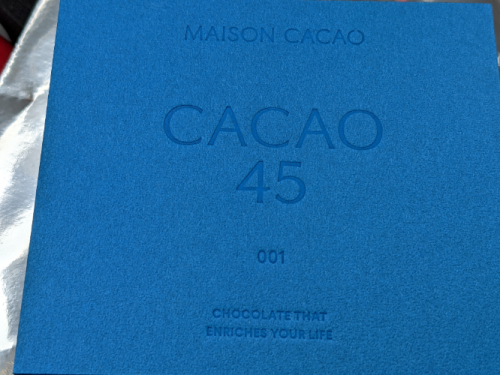 MAISON CACAO
CACAO
45
001
CHOCOLATE THAT
ENRICHES YOUR LIFE